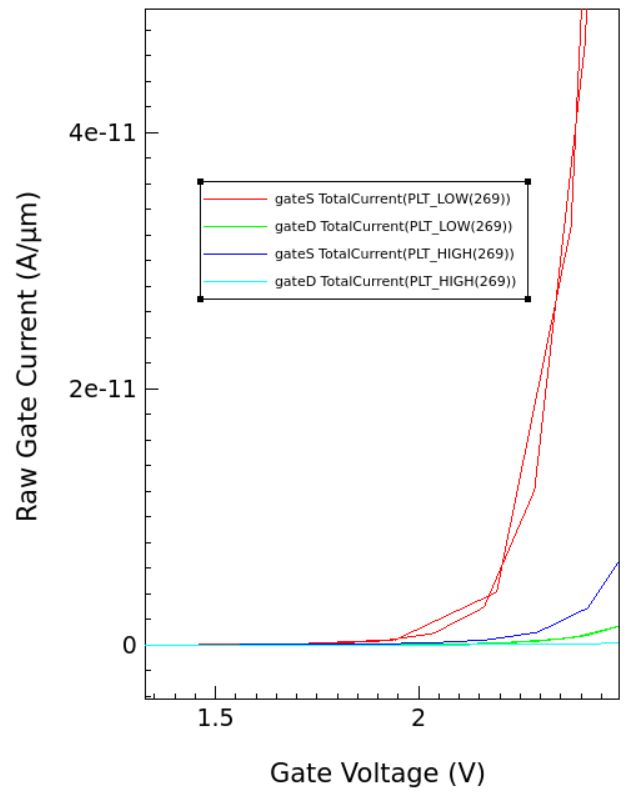 Raw Gate Current (A/μm)
4e-11
2e-11
0
gateS TotalCurrent(PLT_LOW(269))
gateD TotalCurrent(PLT_LOW(269))
gateS TotalCurrent(PLT_HIGH(269))
gateD TotalCurrent(PLT_HIGH(269))
1.5
2
Gate Voltage (V)